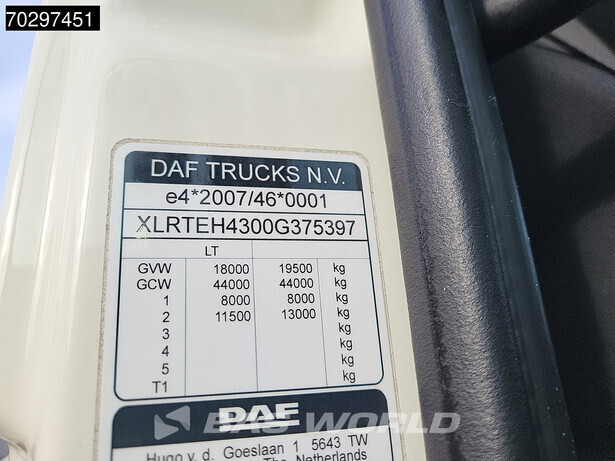 70297451
DAF TRUCKS N.V.
e4*2007/46*0001
XLRTEH4300G375397
LT
GVW 18000 19500 kg
GCW 44000 44000 kg
1 8000 8000 kg
2 11500 13000 kg
3 kg
4 kg
5 kg
T1 kg
DAF
BAS WORLD
Hugo v. d. Goeslaan 1 5643 TW
The Netherlands